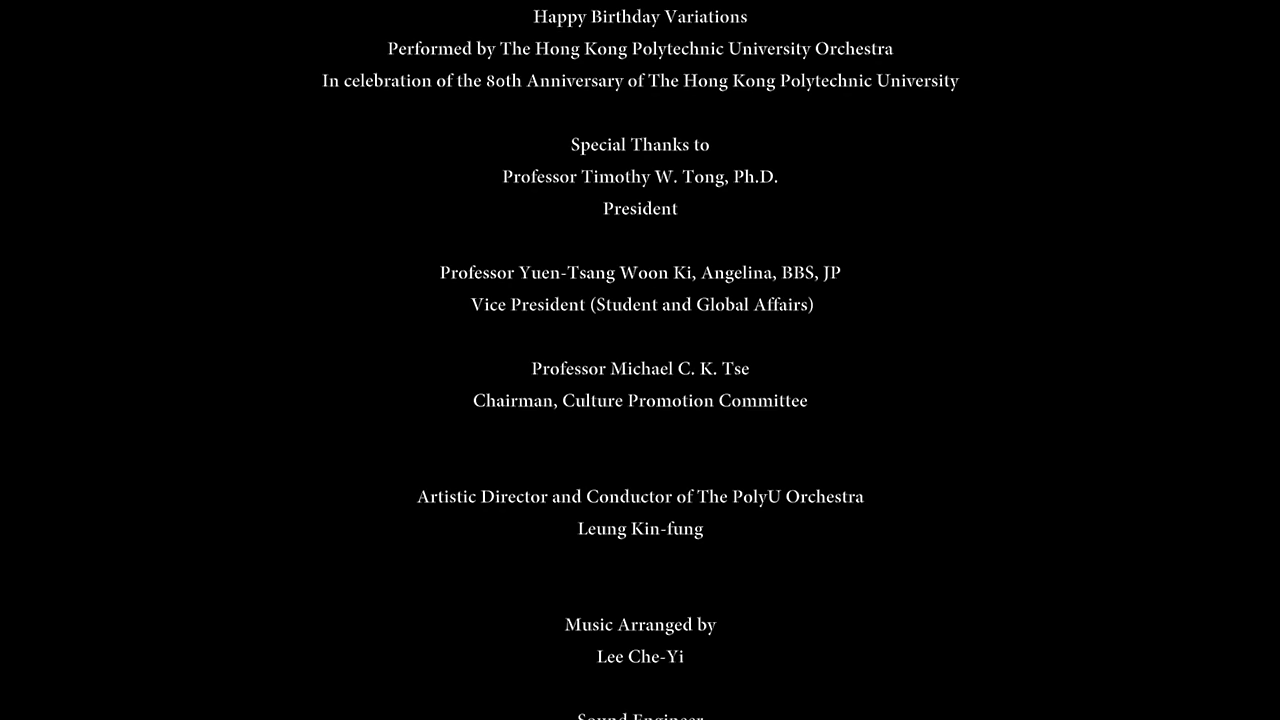 Happy Birthday Variations
Performed by The Hong Kong Polytechnic University Orchestra
In celebration of the 80th Anniversary of The Hong Kong Polytechnic University
Special Thanks to
Professor Timothy W. Tong, Ph.D.
President
Professor Yuen-Tsang Woon Ki, Angelina, BBS, JP
Vice President (Student and Global Affairs)
Professor Michael C. K. Tse
Chairman, Culture Promotion Committee
Artistic Director and Conductor of The PolyU Orchestra
Leung Kin-fung
Music Arranged by
Lee Che-Yi
Sound Engineer